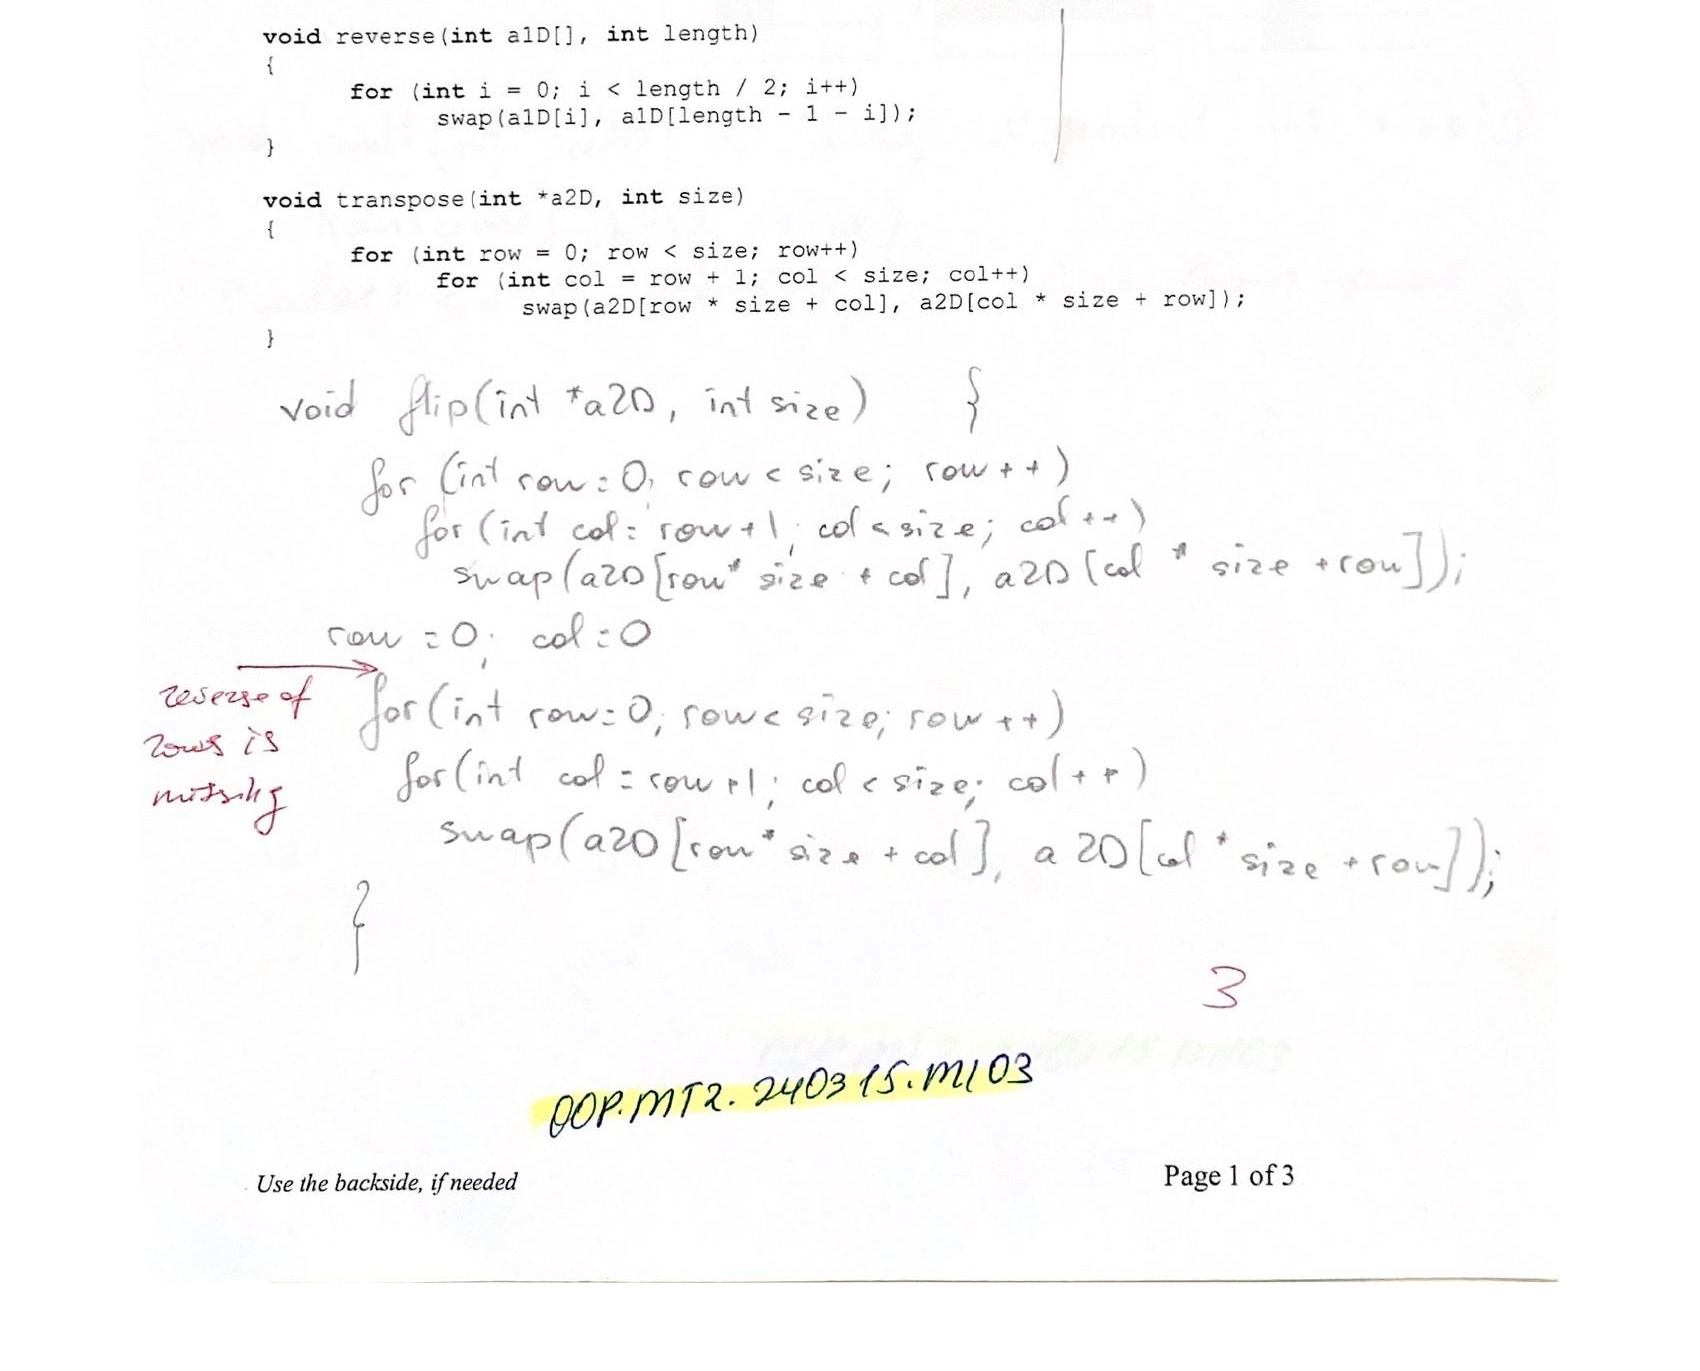 void reverse(int a1D[], int length)
{
for (int i = 0; i < length / 2; i++)
swap(a1D[i], a1D[length - 1 - i]);
}
void transpose(int *a2D, int size)
{
for (int row = 0; row < size; row++)
for (int col = row + 1; col < size; col++)
swap(a2D[row * size + col], a2D[col * size + row]);
}
void flip(int *a2D, int size) {
for (int row = 0; row < size; row++)
for (int col = row+1; col < size; col++)
swap(a2D[row* size + col], a2D[col * size + row]);
row = 0; col = 0
reverse of
rows is
missing
for(int row = 0; row < size; row++)
for(int col = row+1; col < size; col++)
swap(a2D[row* size + col], a2D[col * size + row]);
}
3
OOP.MT2.240315.M103
Use the backside, if needed
Page 1 of 3